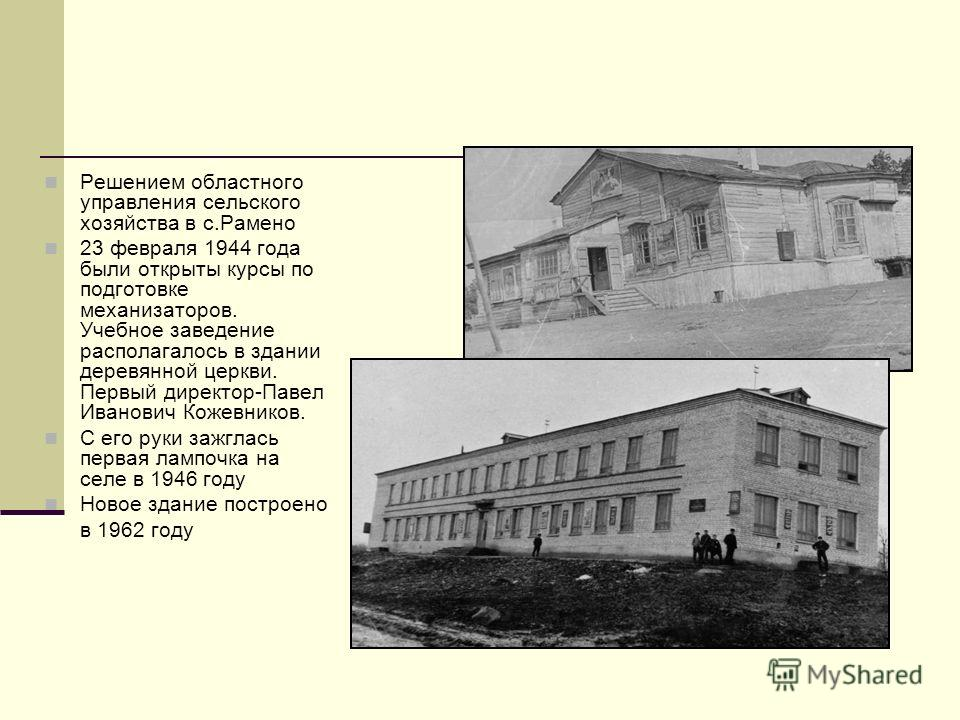 Решением областного
управления сельского
хозяйства в с.Рамено
23 февраля 1944 года
были открыты курсы по
подготовке
механизаторов.
Учебное заведение
располагалось в здании
деревянной церкви.
Первый директор-Павел
Иванович Кожевников.
С его руки зажглась
первая лампочка на
селе в 1946 году
Новое здание построено
в 1962 году
MyShared